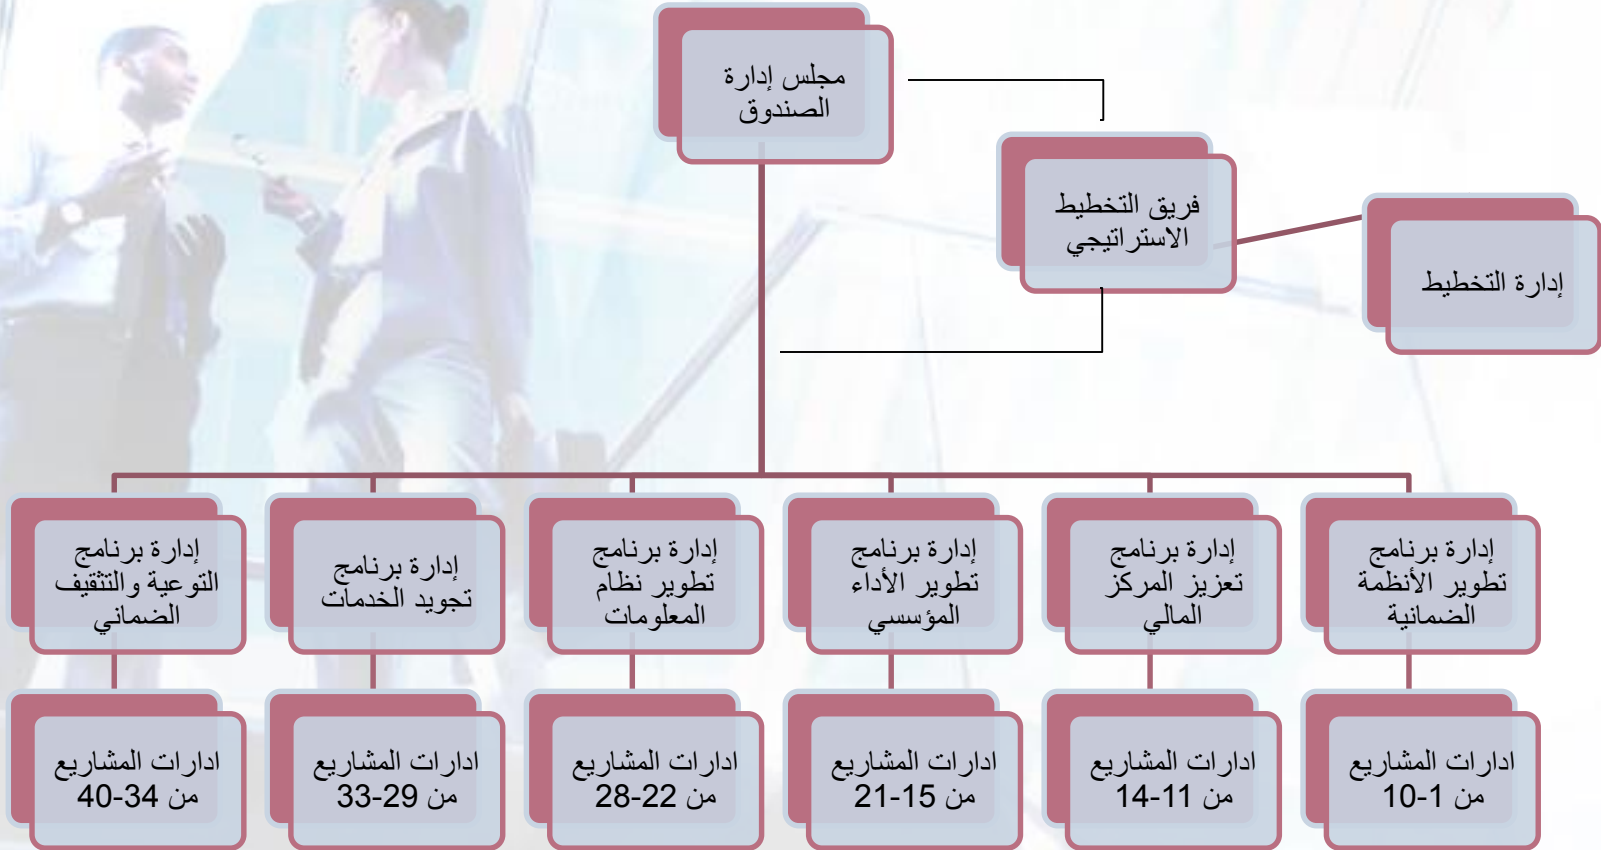 مجلس إدارة
الصندوق
فريق التخطيط
الاستراتيجي
إدارة التخطيط
إدارة برنامج
تطوير الأنظمة
الضمانية
إدارة برنامج
تعزيز المركز
المالي
إدارة برنامج
تطوير الأداء
المؤسسي
إدارة برنامج
تطوير نظام
المعلومات
إدارة برنامج
تجويد الخدمات
إدارة برنامج
التوعية والتثقيف
الضماني
ادارات المشاريع
من 1-10
ادارات المشاريع
من 11-14
ادارات المشاريع
من 15-21
ادارات المشاريع
من 22-28
ادارات المشاريع
من 29-33
ادارات المشاريع
من 34-40